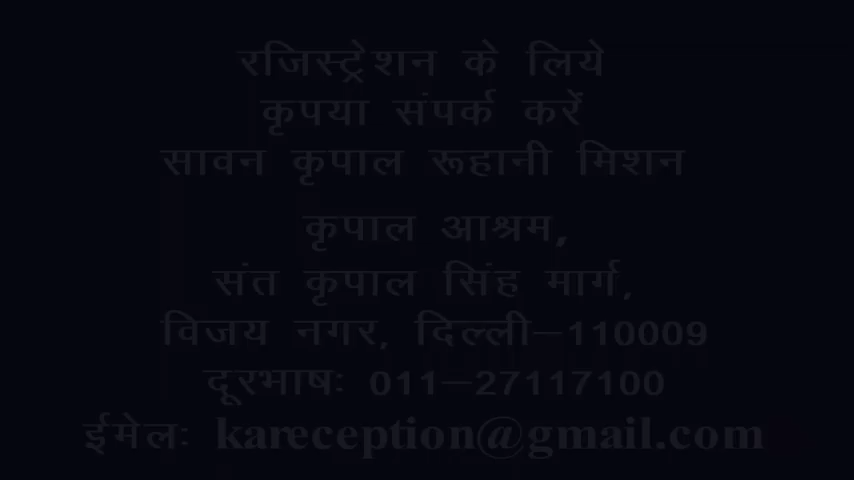 रजिस्ट्रेशन के लिये
कृपया संपर्क करें
सावन कृपाल रूहानी मिशन
कृपाल आश्रम,
संत कृपाल सिंह मार्ग,
विजय नगर, दिल्ली–110009
दूरभाषः 011–27117100
ईमेलः kareception@gmail.com